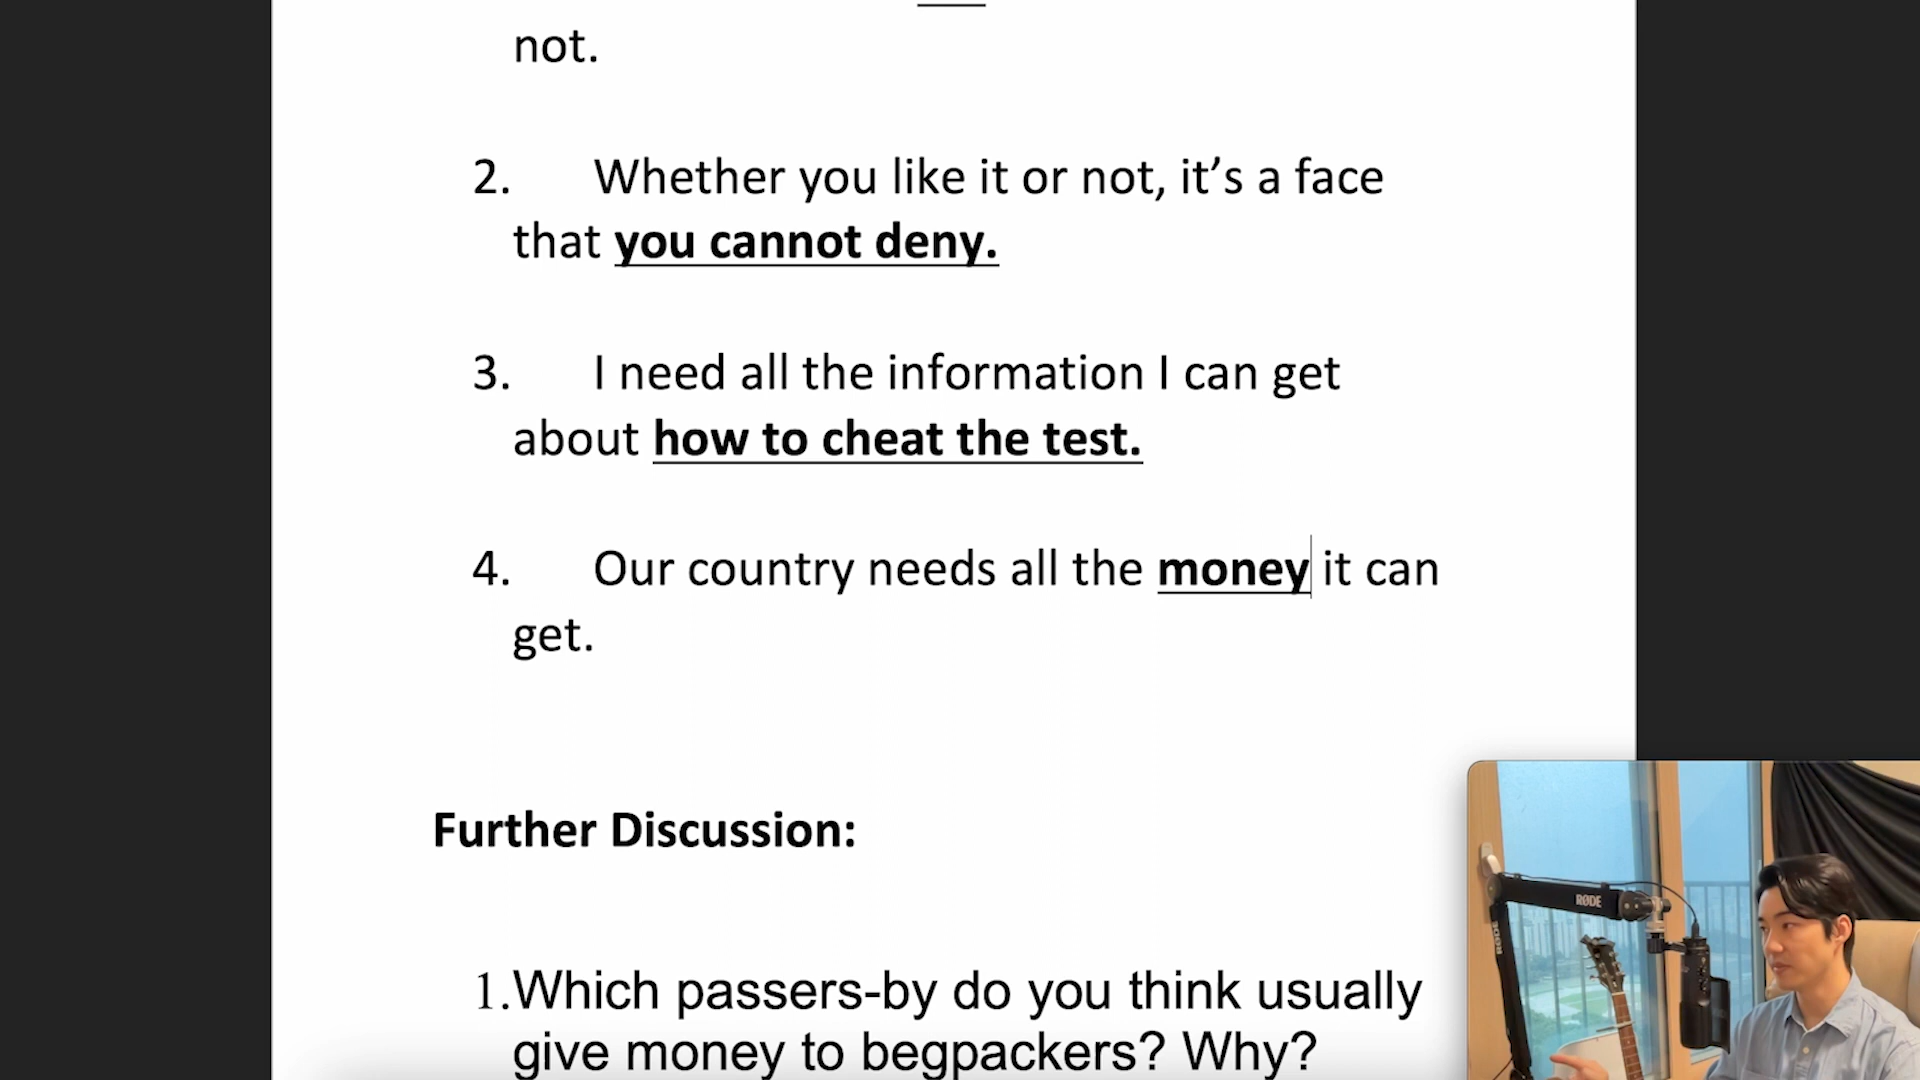 not.
2. Whether you like it or not, it’s a face
that you cannot deny.
3. I need all the information I can get
about how to cheat the test.
4. Our country needs all the money it can
get.
Further Discussion:
1.Which passers-by do you think usually
give money to begpackers? Why?
RØDE
RØDE